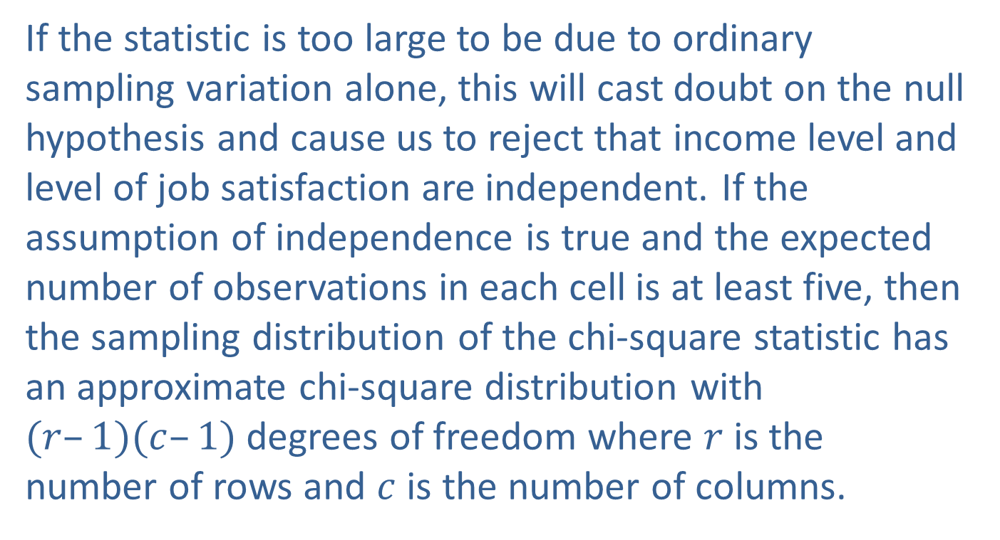 If the statistic is too large to be due to ordinary
sampling variation alone, this will cast doubt on the null
hypothesis and cause us to reject that income level and
level of job satisfaction are independent. If the
assumption of independence is true and the expected
number of observations in each cell is at least five, then
the sampling distribution of the chi-square statistic has
an approximate chi-square distribution with
(r– 1)(c– 1) degrees of freedom where r is the
number of rows and c is the number of columns.